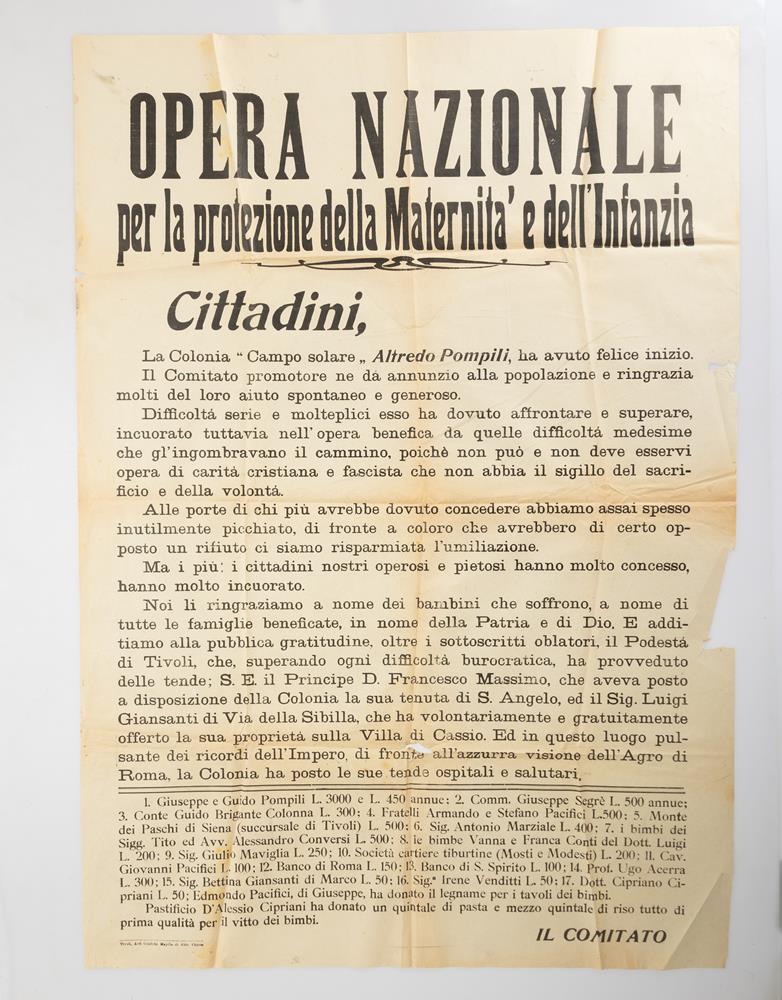 OPERA NAZIONALE
per la protezione della Maternita' e dell'Infanzia
Cittadini,
La Colonia “ Campo solare „ Alfredo Pompili, ha avuto felice inizio.
Il Comitato promotore ne dá annunzio alla popolazione e ringrazia
molti del loro aiuto spontaneo e generoso.
Difficoltá serie e molteplici esso ha dovuto affrontare e superare,
incuorato tuttavia nell'opera benefica da quelle difficoltá medesime
che gl'ingombravano il cammino, poichè non può e non deve esservi
opera di carità cristiana e fascista che non abbia il sigillo del sacri-
ficio e della volontá.
Alle porte di chi più avrebbe dovuto concedere abbiamo assai spesso
inutilmente picchiato, di fronte a coloro che avrebbero di certo op-
posto un rifiuto ci siamo risparmiata l'umiliazione.
Ma i più: i cittadini nostri operosi e pietosi hanno molto concesso,
hanno molto incuorato.
Noi li ringraziamo a nome dei bambini che soffrono, a nome di
tutte le famiglie beneficate, in nome della Patria e di Dio. E addi-
tiamo alla pubblica gratitudine, oltre i sottoscritti oblatori, il Podestá
di Tivoli, che, superando ogni difficoltà burocratica, ha provveduto
delle tende; S. E. il Principe D. Francesco Massimo, che aveva posto
a disposizione della Colonia la sua tenuta di S. Angelo, ed il Sig. Luigi
Giansanti di Via della Sibilla, che ha volontariamente e gratuitamente
offerto la sua proprietà sulla Villa di Cassio. Ed in questo luogo pul-
sante dei ricordi dell'Impero, di fronte all'azzurra visione dell'Agro di
Roma, la Colonia ha posto le sue tende ospitali e salutari.
1. Giuseppe e Guido Pompili L. 3000 e L. 450 annue; 2. Comm. Giuseppe Segrè L. 500 annue;
3. Conte Guido Brigante Colonna L. 300; 4. Fratelli Armando e Stefano Pacifici L.500; 5. Monte
dei Paschi di Siena (succursale di Tivoli) L. 500; 6. Sig. Antonio Marziale L. 400; 7. i bimbi dei
Sigg. Tito ed Avv. Alessandro Conversi L. 500; 8. le bimbe Vanna e Franca Conti del Dott. Luigi
L. 200; 9. Sig. Giulio Maviglia L. 250; 10. Società cartiere tiburtine (Mosti e Modesti) L. 200; 11. Cav.
Giovanni Pacifici L. 100; 12. Banco di Roma L. 150; 13. Banco di S. Spirito L. 100; 14. Prof. Ugo Acerra
L. 300; 15. Sig. Bettina Giansanti di Marco L. 50; 16. Sig.ª Irene Venditti L. 50; 17. Dott. Cipriano Ci-
priani L. 50; Edmondo Pacifici, di Giuseppe, ha donato il legname per i tavoli dei bimbi.
Pastificio D'Alessio Cipriani ha donato un quintale di pasta e mezzo quintale di riso tutto di
prima qualità per il vitto dei bimbi.
IL COMITATO
Tivoli, Arti Grafiche